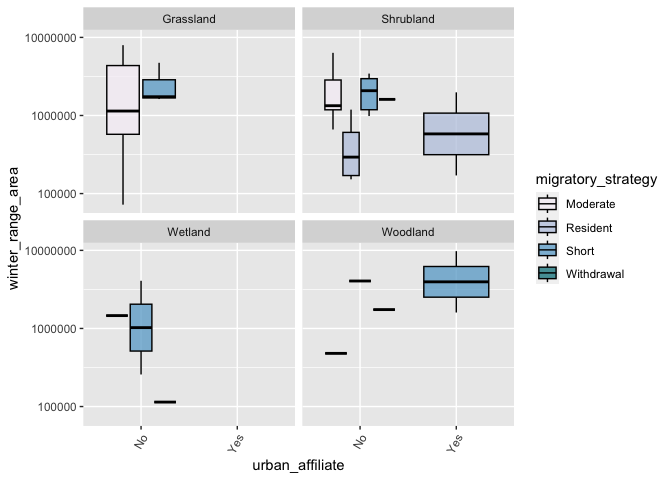 Grassland
Shrubland
10000000
1000000
100000
Wetland
Woodland
10000000
1000000
100000
No
Yes
No
Yes
urban_affiliate
winter_range_area
migratory_strategy
Moderate
Resident
Short
Withdrawal